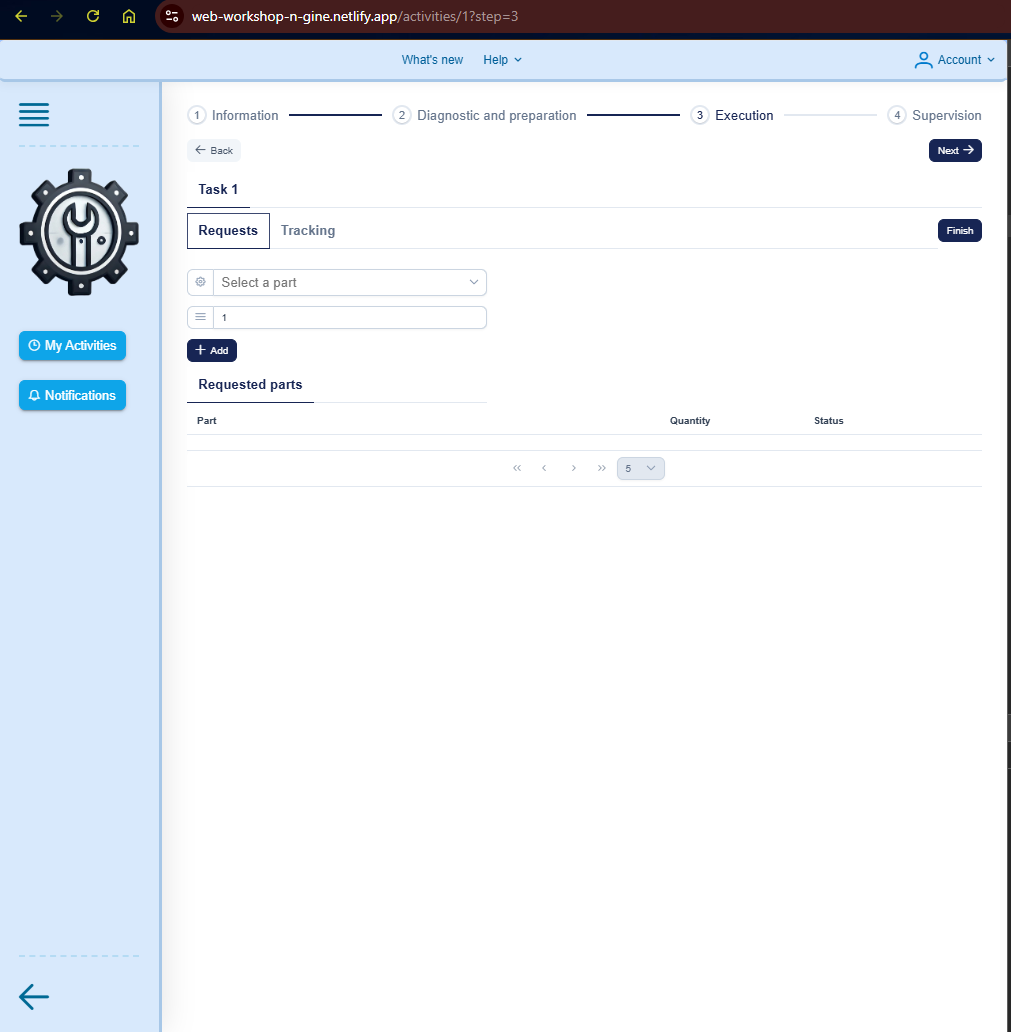 web-workshop-n-gine.netlify.app/activities/1?step=3
What's new Help Account
1 Information 2 Diagnostic and preparation 3 Execution 4 Supervision
Back Next
Task 1
Requests Tracking Finish
Select a part
1
My Activities
Add
Notifications
Requested parts
Part Quantity Status
5